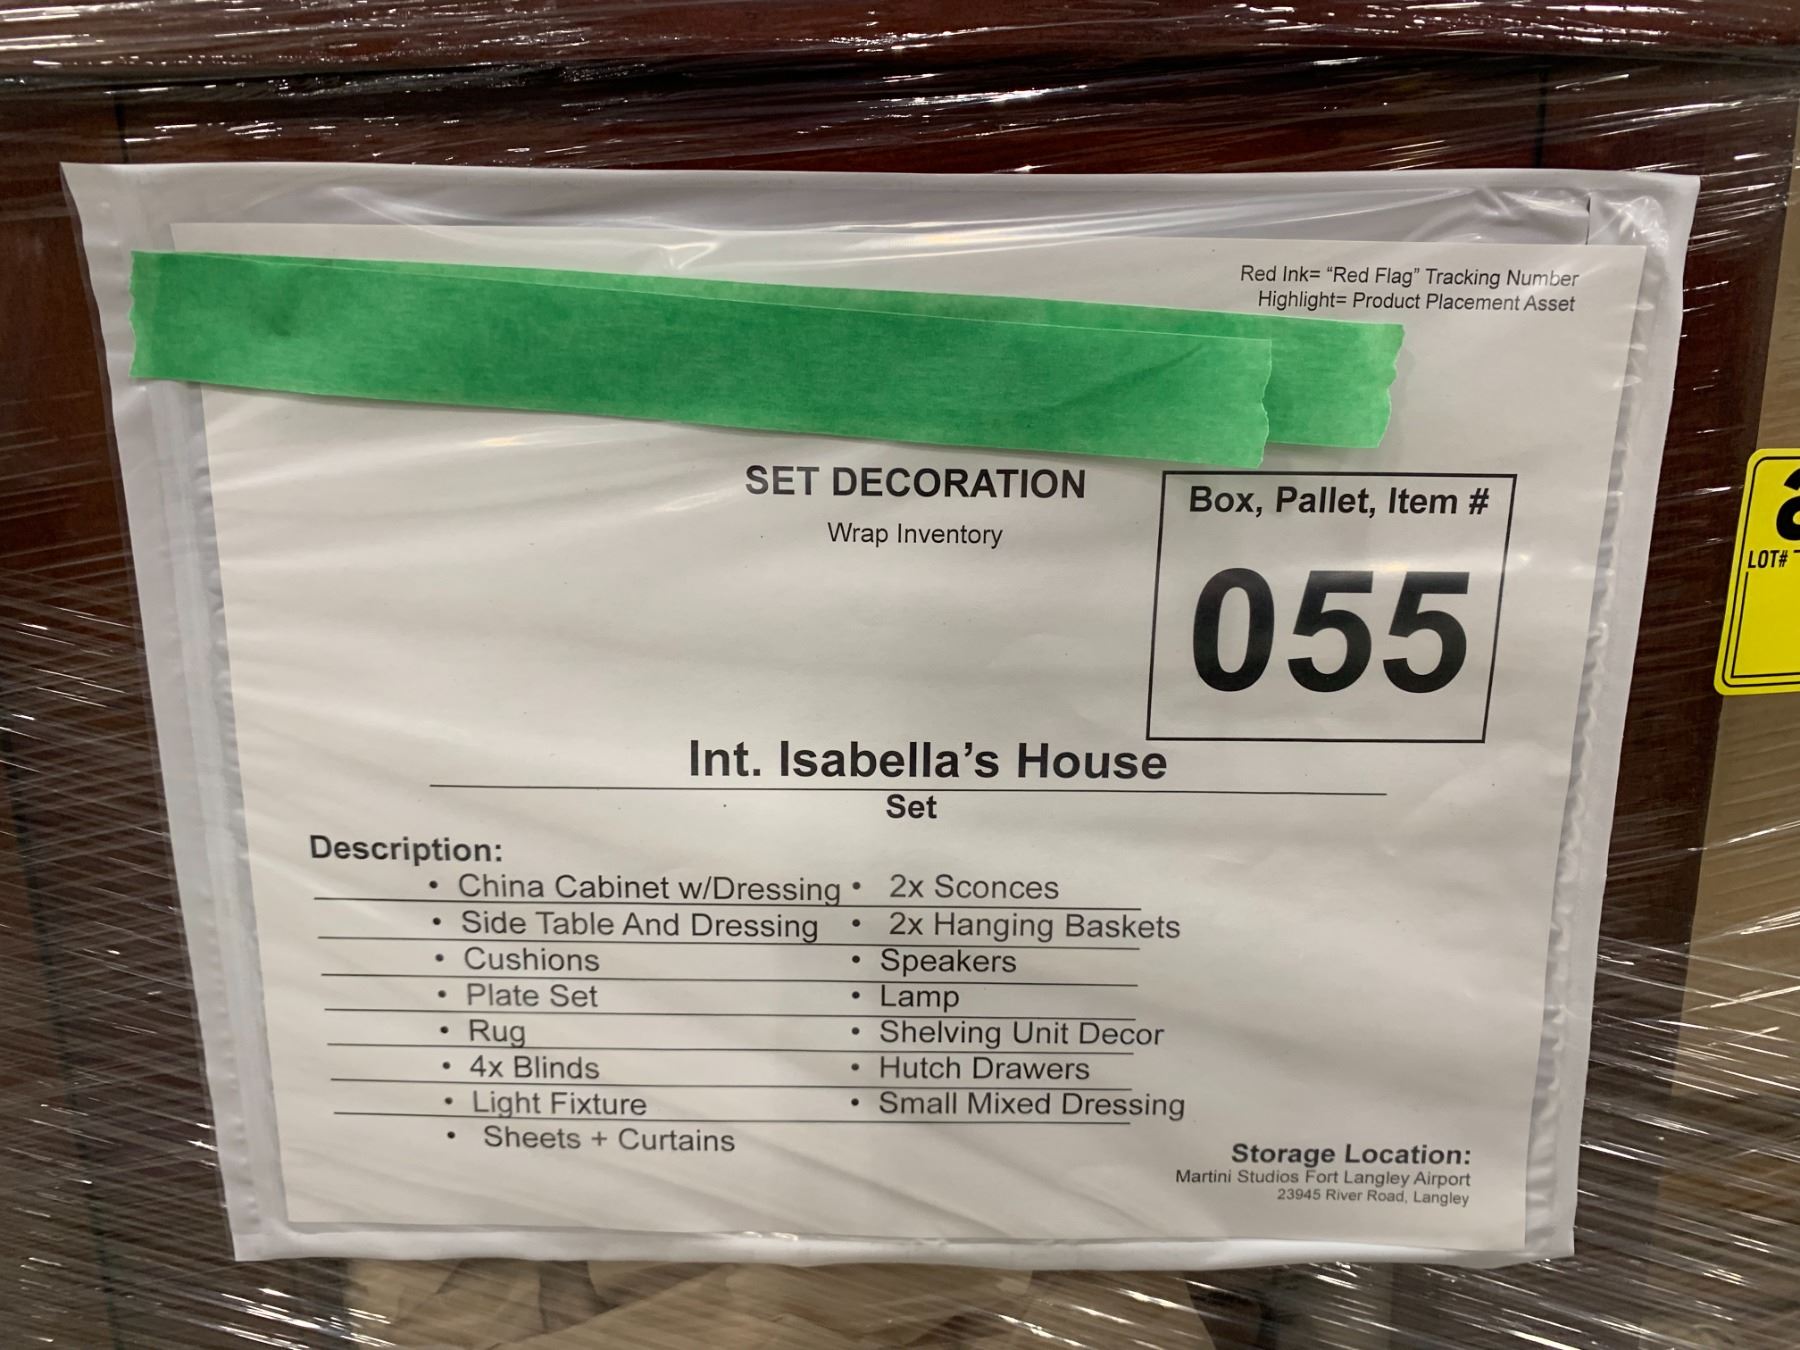 Red Ink= “Red Flag” Tracking Number
Highlight= Product Placement Asset
SET DECORATION
Wrap Inventory
Box, Pallet, Item #
055
Int. Isabella’s House
Set
Description:
• China Cabinet w/Dressing • 2x Sconces
• Side Table And Dressing • 2x Hanging Baskets
• Cushions • Speakers
• Plate Set • Lamp
• Rug • Shelving Unit Decor
• 4x Blinds • Hutch Drawers
• Light Fixture • Small Mixed Dressing
• Sheets + Curtains
Storage Location:
Martini Studios Fort Langley Airport
23945 River Road, Langley
LOT#